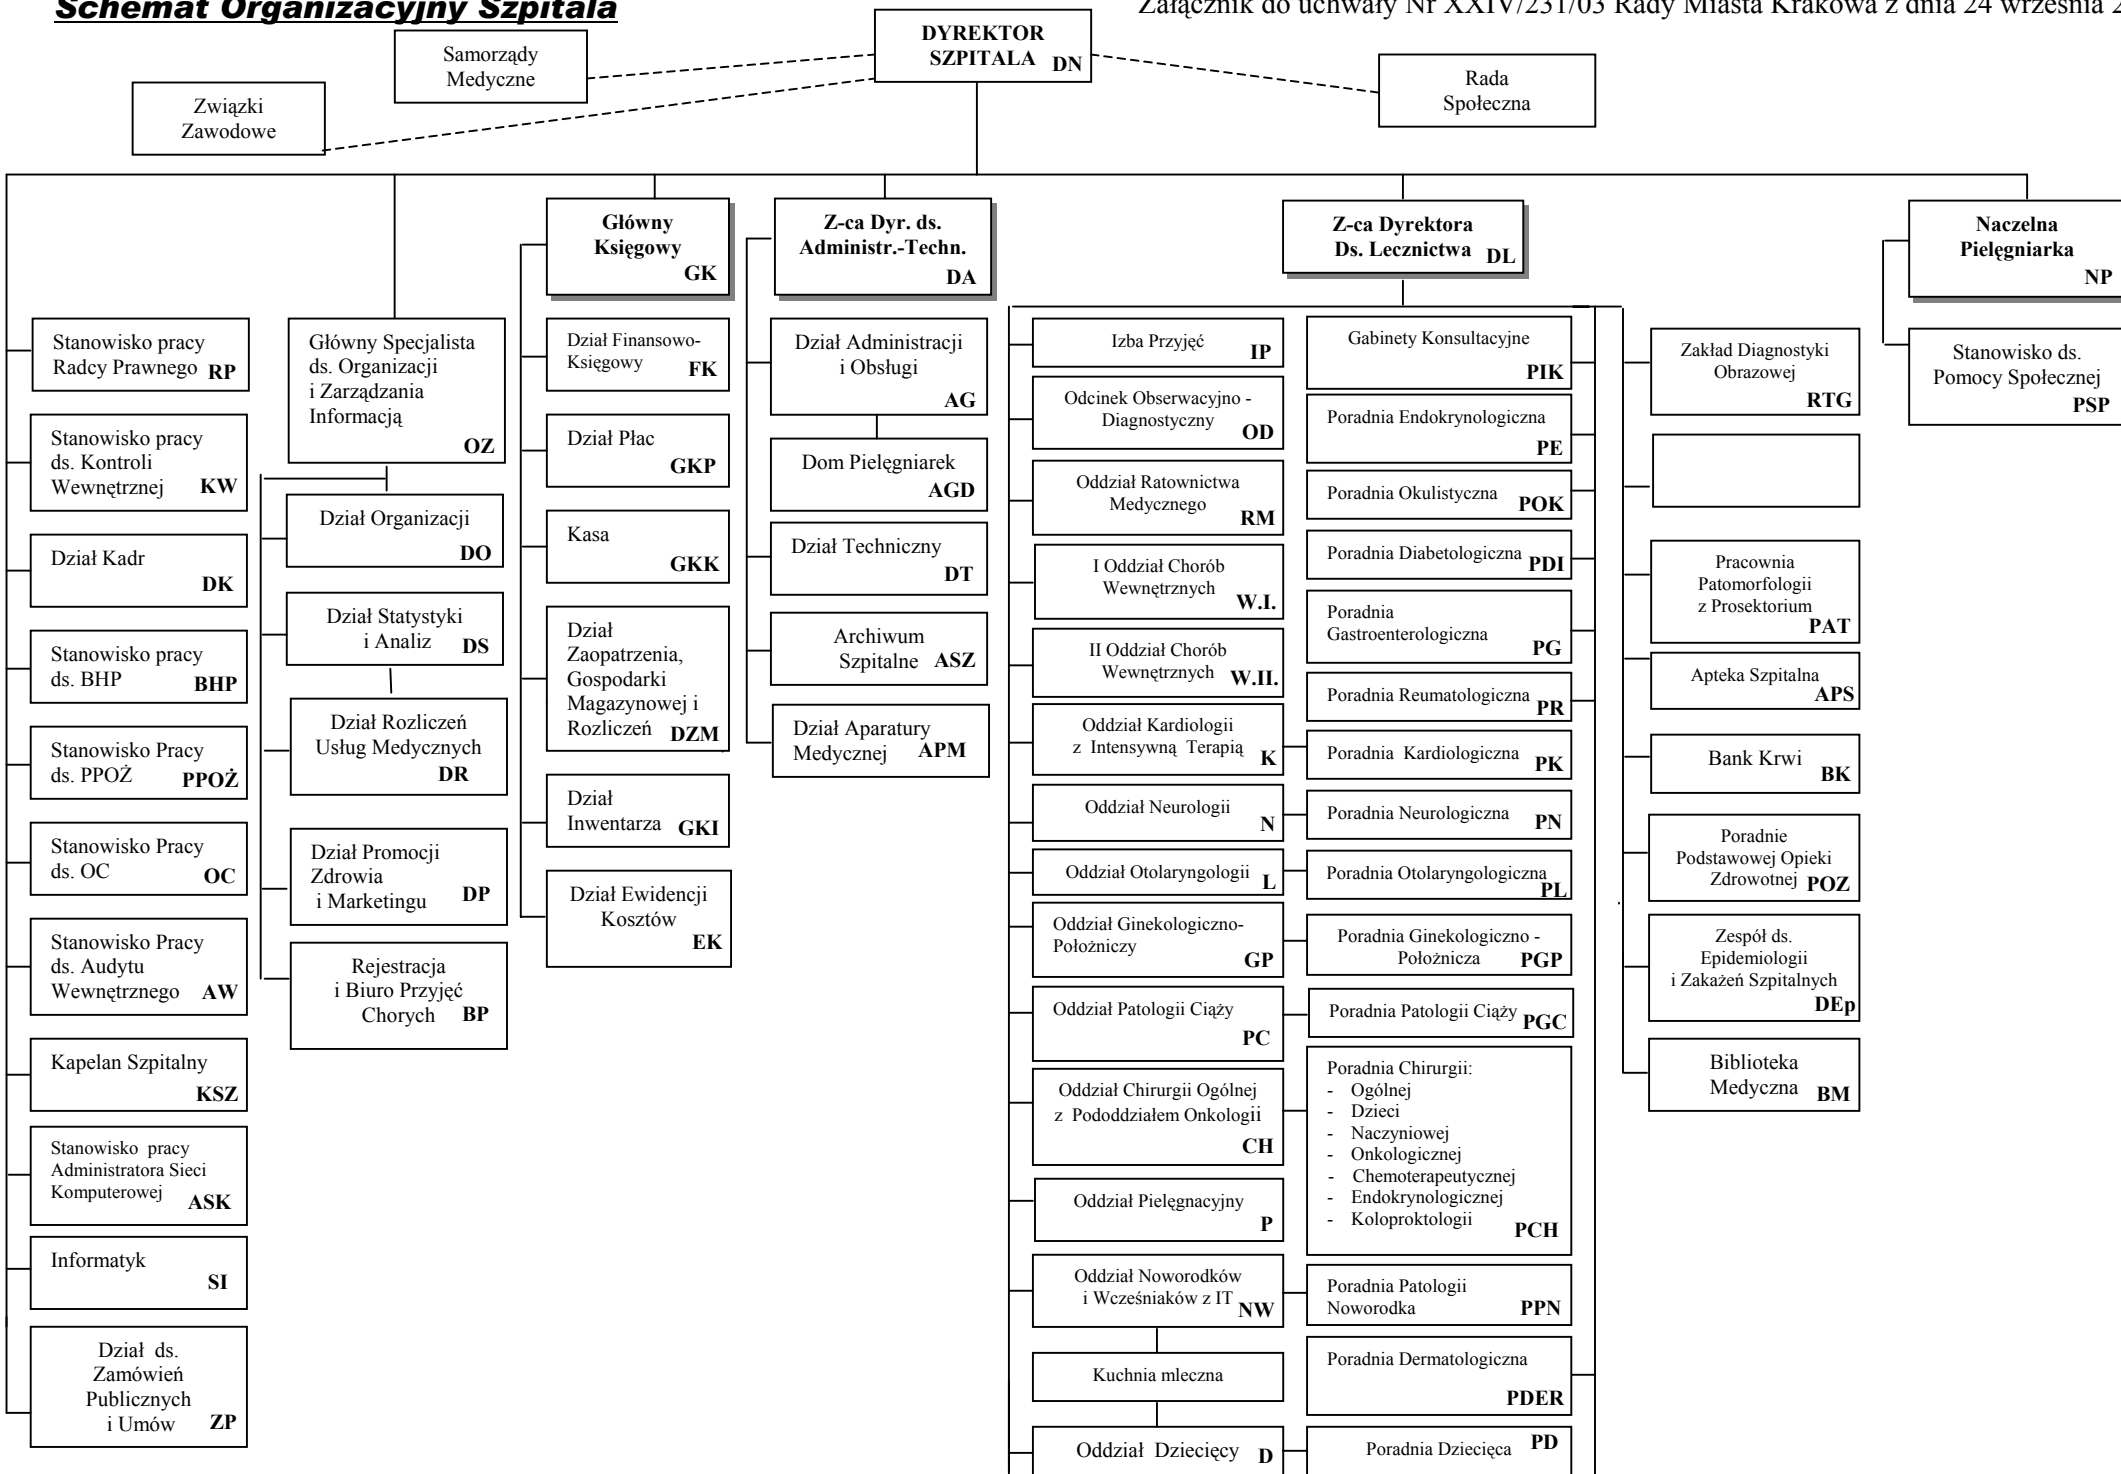 Schemat Organizacyjny Szpitala
Załącznik do uchwały Nr XXIV/231/03 Rady Miasta Krakowa z dnia 24 września 2
DYREKTOR
SZPITALA DN
Samorządy
Medyczne
Związki
Zawodowe
Rada
Społeczna
Główny
Księgowy
GK
Z-ca Dyr. ds.
Administr.-Techn.
DA
Z-ca Dyrektora
Ds. Lecznictwa DL
Naczelna
Pielęgniarka
NP
Stanowisko pracy
Radcy Prawnego RP
Stanowisko pracy
ds. Kontroli
Wewnętrznej KW
Dział Kadr
DK
Stanowisko pracy
ds. BHP BHP
Stanowisko Pracy
ds. PPOŻ PPOŻ
Stanowisko Pracy
ds. OC OC
Stanowisko Pracy
ds. Audytu
Wewnętrznego AW
Kapelan Szpitalny
KSZ
Stanowisko pracy
Administratora Sieci
Komputerowej ASK
Informatyk
SI
Dział ds.
Zamówień
Publicznych
i Umów ZP
Główny Specjalista
ds. Organizacji
i Zarządzania
Informacją
OZ
Dział Organizacji
DO
Dział Statystyki
i Analiz DS
Dział Rozliczeń
Usług Medycznych
DR
Dział Promocji
Zdrowia
i Marketingu DP
Rejestracja
i Biuro Przyjęć
Chorych BP
Dział Finansowo-
Księgowy FK
Dział Płac
GKP
Kasa
GKK
Dział
Zaopatrzenia,
Gospodarki
Magazynowej i
Rozliczeń DZM
Dział
Inwentarza GKI
Dział Ewidencji
Kosztów
EK
Dział Administracji
i Obsługi
AG
Dom Pielęgniarek
AGD
Dział Techniczny
DT
Archiwum
Szpitalne ASZ
Dział Aparatury
Medycznej APM
Izba Przyjęć
IP
Odcinek Obserwacyjno -
Diagnostyczny OD
Oddział Ratownictwa
Medycznego
RM
I Oddział Chorób
Wewnętrznych
W.I.
II Oddział Chorób
Wewnętrznych W.II.
Oddział Kardiologii
z Intensywną Terapią
K
Oddział Neurologii
N
Oddział Otolaryngologii L
Oddział Ginekologiczno-
Położniczy
GP
Oddział Patologii Ciąży
PC
Oddział Chirurgii Ogólnej
z Pododdziałem Onkologii
CH
Oddział Pielęgnacyjny
P
Oddział Noworodków
i Wcześniaków z IT NW
Kuchnia mleczna
Oddział Dziecięcy D
Gabinety Konsultacyjne
PIK
Poradnia Endokrynologiczna
PE
Poradnia Okulistyczna
POK
Poradnia Diabetologiczna PDI
Poradnia
Gastroenterologiczna
PG
Poradnia Reumatologiczna PR
Poradnia Kardiologiczna PK
Poradnia Neurologiczna PN
Poradnia Otolaryngologiczna
PL
Poradnia Ginekologiczno -
Położnicza PGP
Poradnia Patologii Ciąży PGC
Poradnia Chirurgii:
- Ogólnej
- Dzieci
- Naczyniowej
- Onkologicznej
- Chemoterapeutycznej
- Endokrynologicznej
- Koloproktologii PCH
Poradnia Patologii
Noworodka PPN
Poradnia Dermatologiczna
PDER
Poradnia Dziecięca PD
Zakład Diagnostyki
Obrazowej
RTG
Pracownia
Patomorfologii
z Prosektorium
PAT
Apteka Szpitalna
APS
Bank Krwi
BK
Poradnie
Podstawowej Opieki
Zdrowotnej POZ
Zespół ds.
Epidemiologii
i Zakażeń Szpitalnych
DEp
Biblioteka
Medyczna BM
Stanowisko ds.
Pomocy Społecznej
PSP